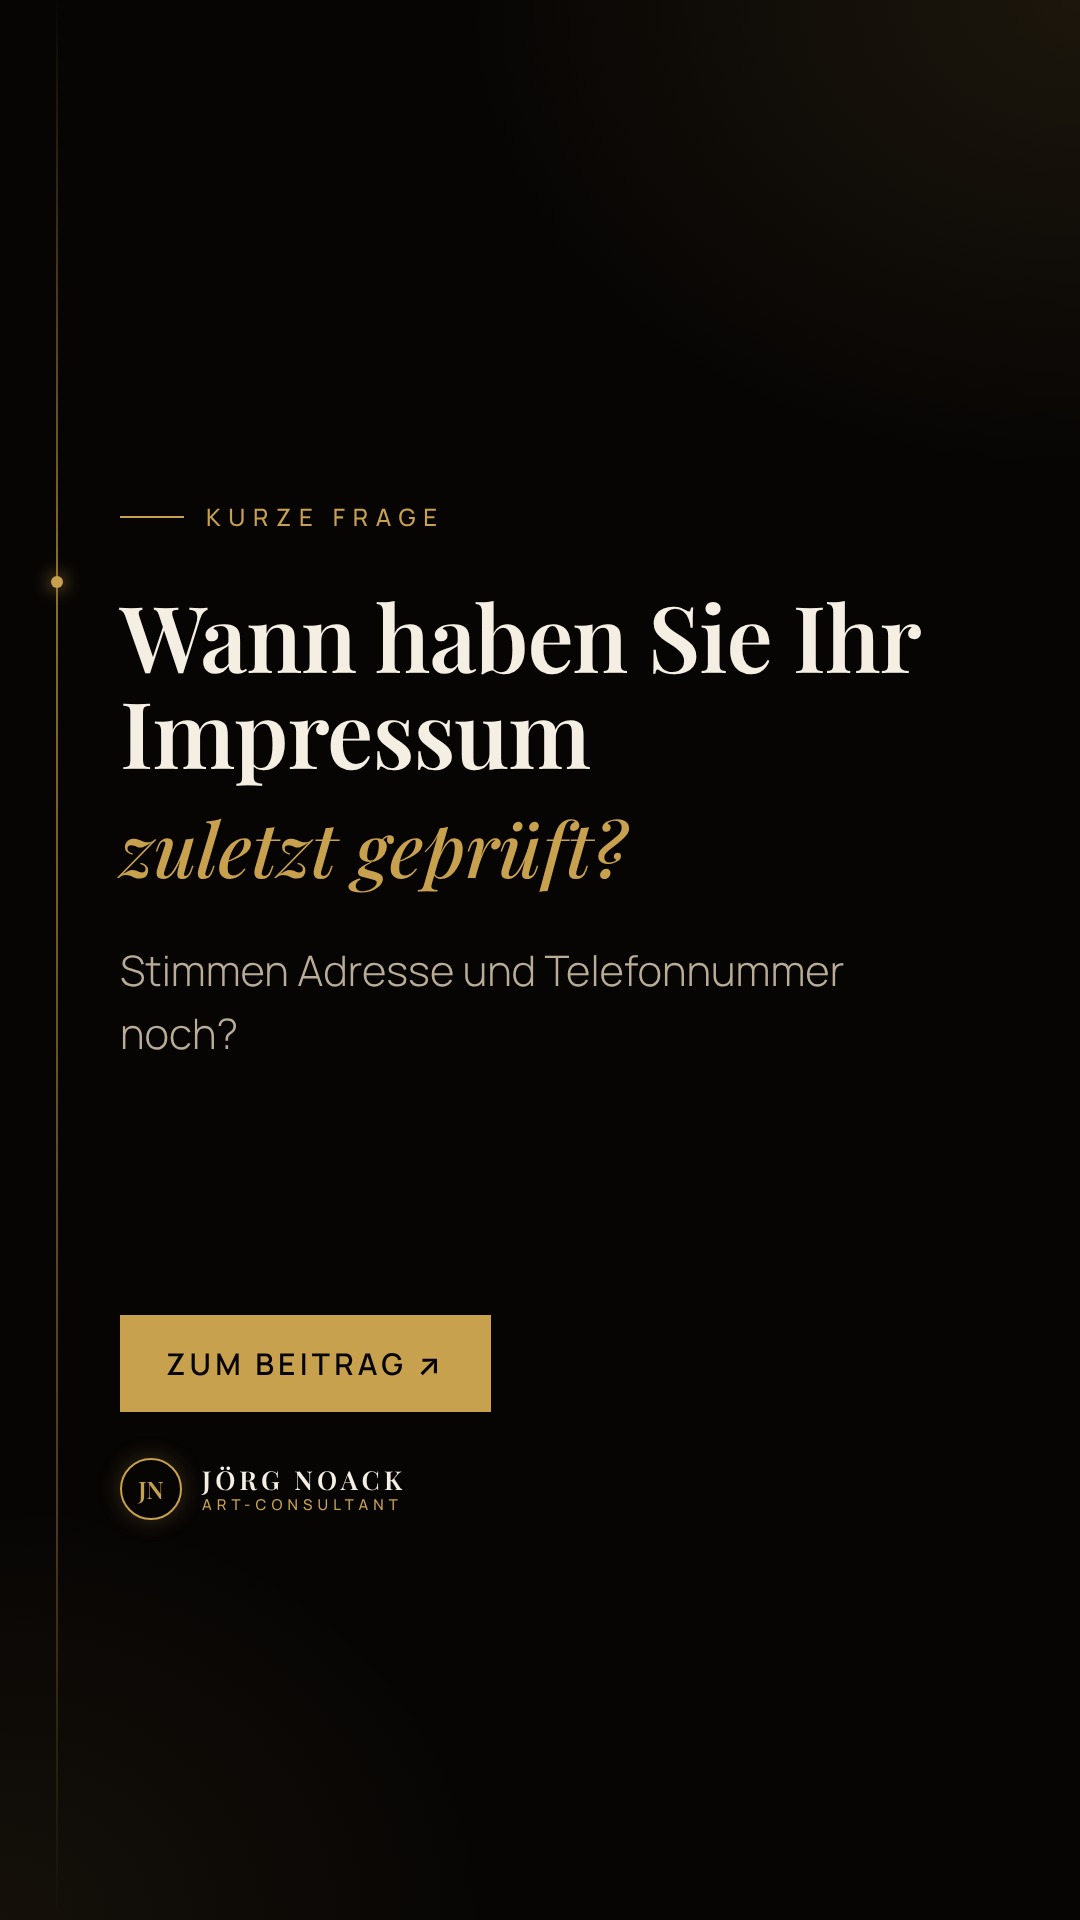 KURZE FRAGE
Wann haben Sie Ihr
Impressum
zuletzt geprüft?
Stimmen Adresse und Telefonnummer
noch?
ZUM BEITRAG ↗
JN
JÖRG NOACK
ART-CONSULTANT